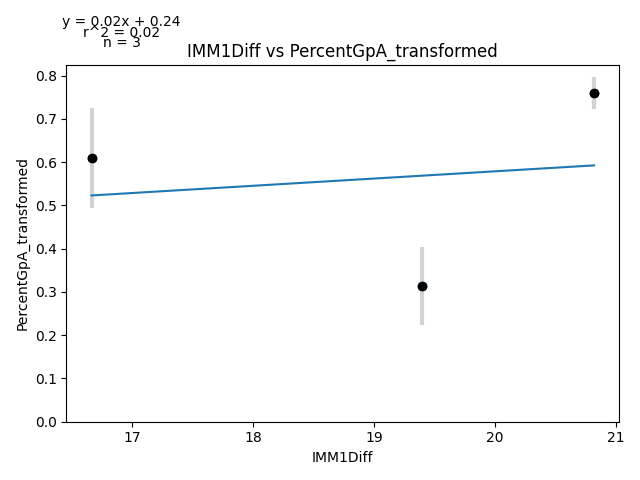 y = 0.02x + 0.24
r^2 = 0.02
n = 3
IMM1Diff vs PercentGpA_transformed
0.8
0.7
0.6
0.5
0.4
0.3
0.2
0.1
0.0
PercentGpA_transformed
17 18 19 20 21
IMM1Diff